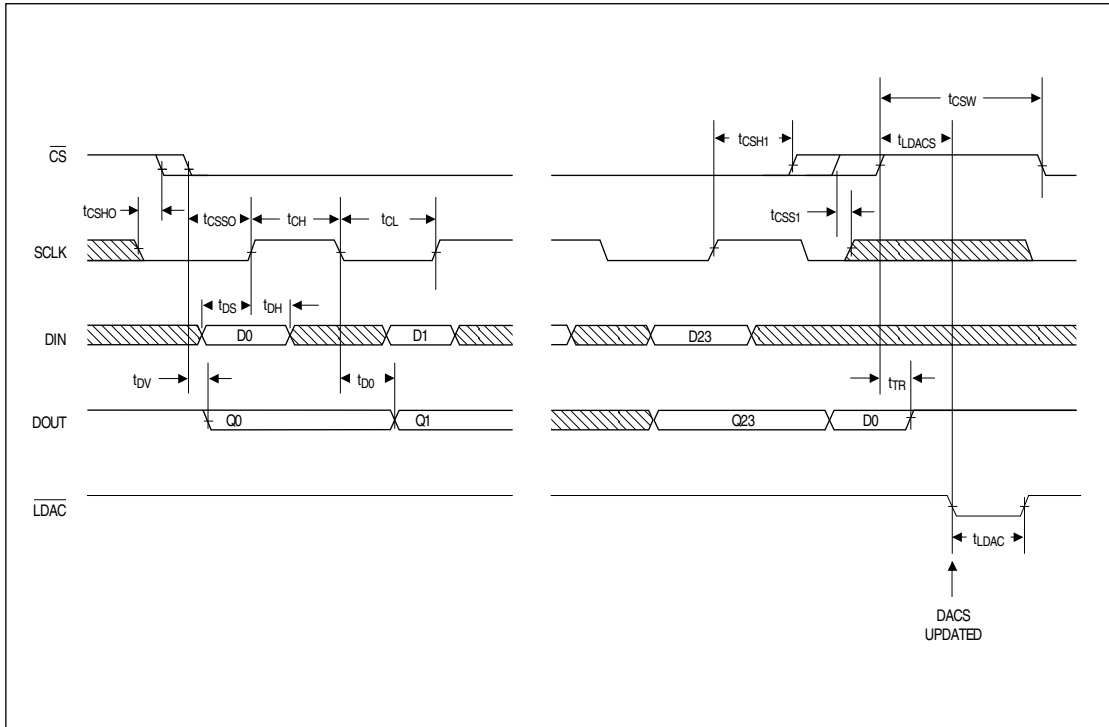 tCSW
tCSH1
tLDACS
CS
tCSHO
tCSSO
tCH
tCL
tCSS1
SCLK
tDS
tDH
DIN
D0
D1
D23
tDV
tD0
tTR
DOUT
Q0
Q1
Q23
D0
LDAC
tLDAC
DACS
UPDATED